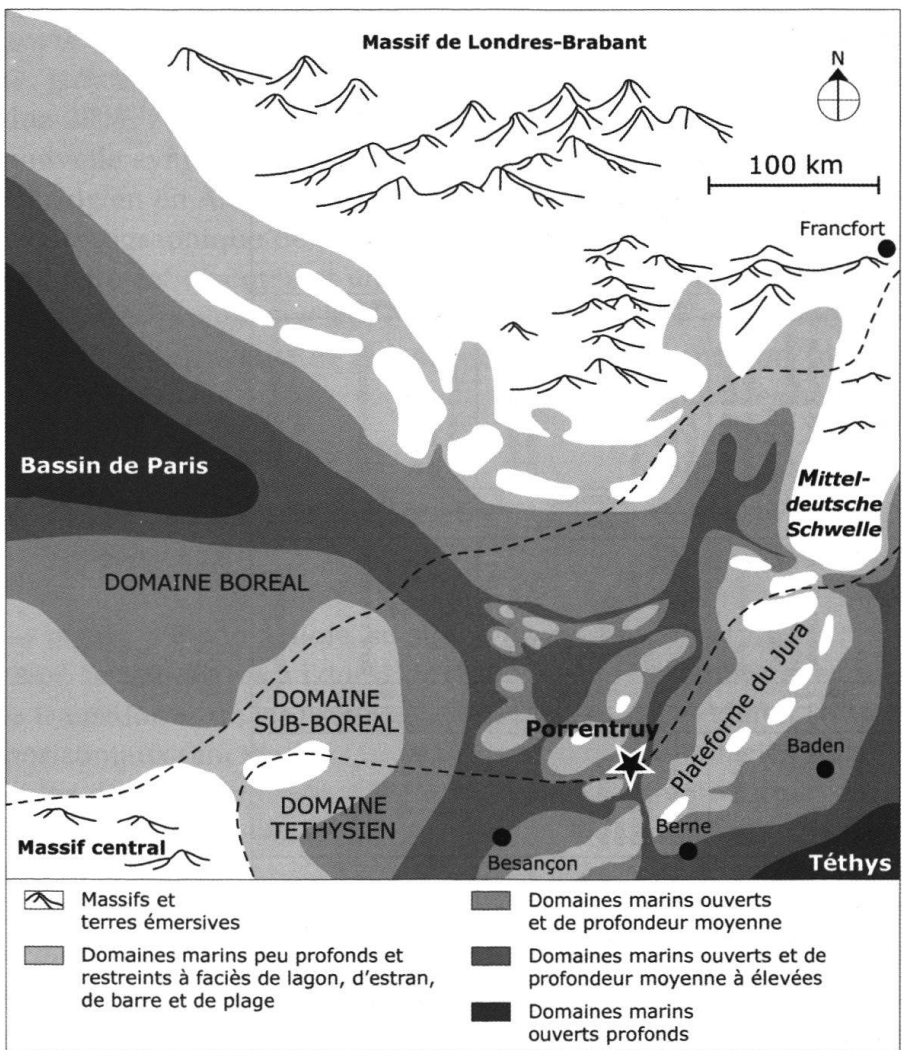 Massif de Londres-Brabant
N
100 km
Francfort
Bassin de Paris
Mittel-
deutsche
Schwelle
DOMAINE BOREAL
DOMAINE
SUB-BOREAL
Porrentruy
Plateforme du Jura
Baden
DOMAINE
TETHYSIEN
Massif central
Besançon
Berne
Téthys
Massifs et
terres émersives
Domaines marins peu profonds et
restreints à faciès de lagon, d'estran,
de barre et de plage
Domaines marins ouverts
et de profondeur moyenne
Domaines marins ouverts et de
profondeur moyenne à élevées
Domaines marins
ouverts profonds